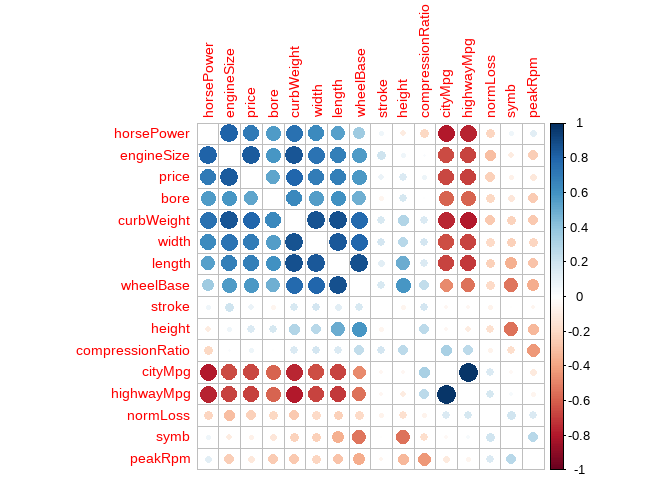 horsePower
engineSize
price
bore
curbWeight
width
length
wheelBase
stroke
height
compressionRatio
cityMpg
highwayMpg
normLoss
symb
peakRpm
horsePower
engineSize
price
bore
curbWeight
width
length
wheelBase
stroke
height
compressionRatio
cityMpg
highwayMpg
normLoss
symb
peakRpm
1
0.8
0.6
0.4
0.2
0
-0.2
-0.4
-0.6
-0.8
-1